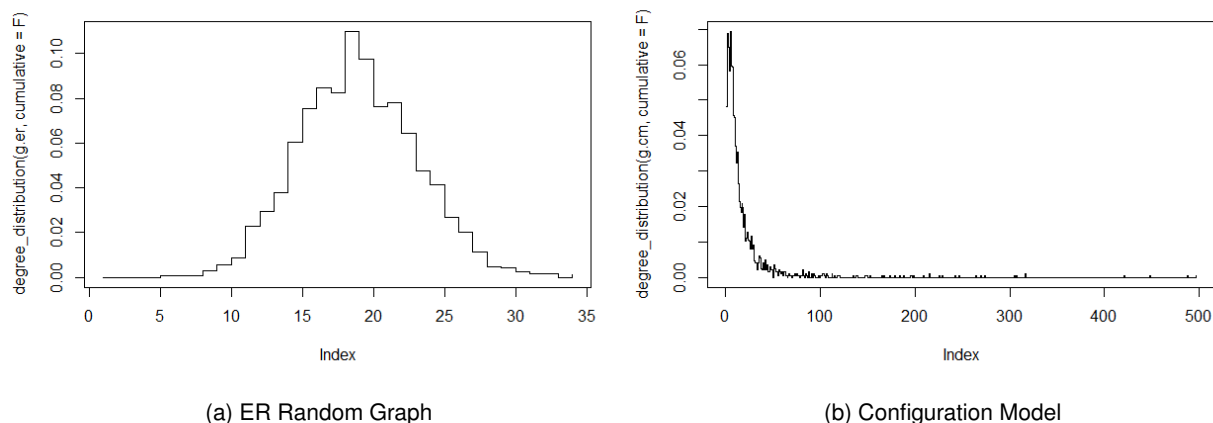 degree_distribution(g.er, cumulative = F)
0.10
0.08
0.06
0.04
0.02
0.00
0 5 10 15 20 25 30 35
Index
(a) ER Random Graph
degree_distribution(g.cm, cumulative = F)
0.06
0.04
0.02
0.00
0 100 200 300 400 500
Index
(b) Configuration Model